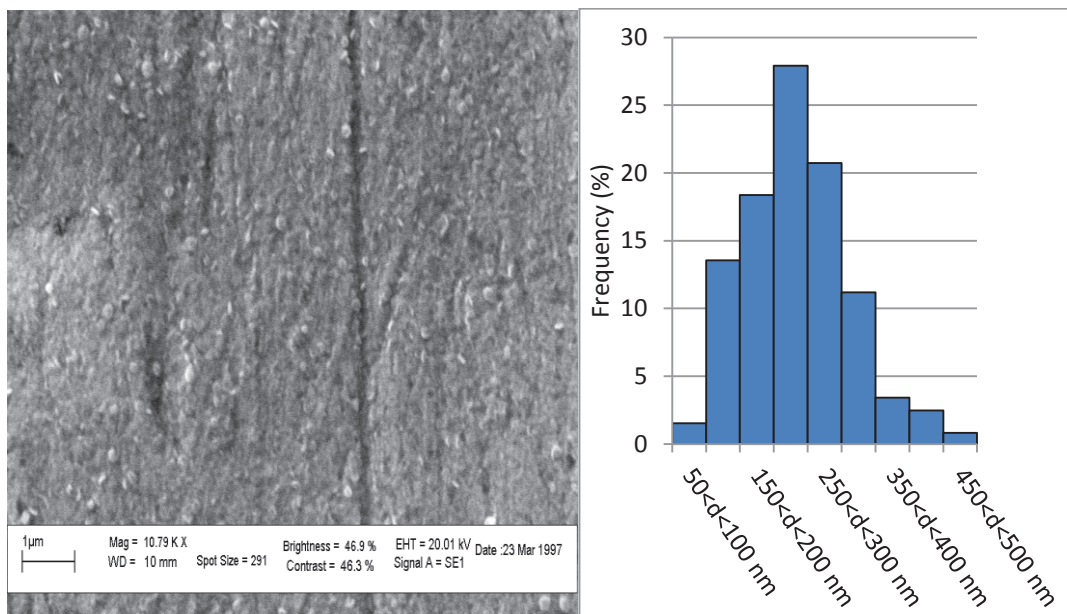 1μm
Mag = 10.79 K X
WD = 10 mm
Spot Size = 291
Brightness = 46.9 %
Contrast = 46.3 %
EHT = 20.01 kV
Signal A = SE1
Date :23 Mar 1997
Frequency (%)
30
25
20
15
10
5
0
50<d<100 nm
150<d<200 nm
250<d<300 nm
350<d<400 nm
450<d<500 nm